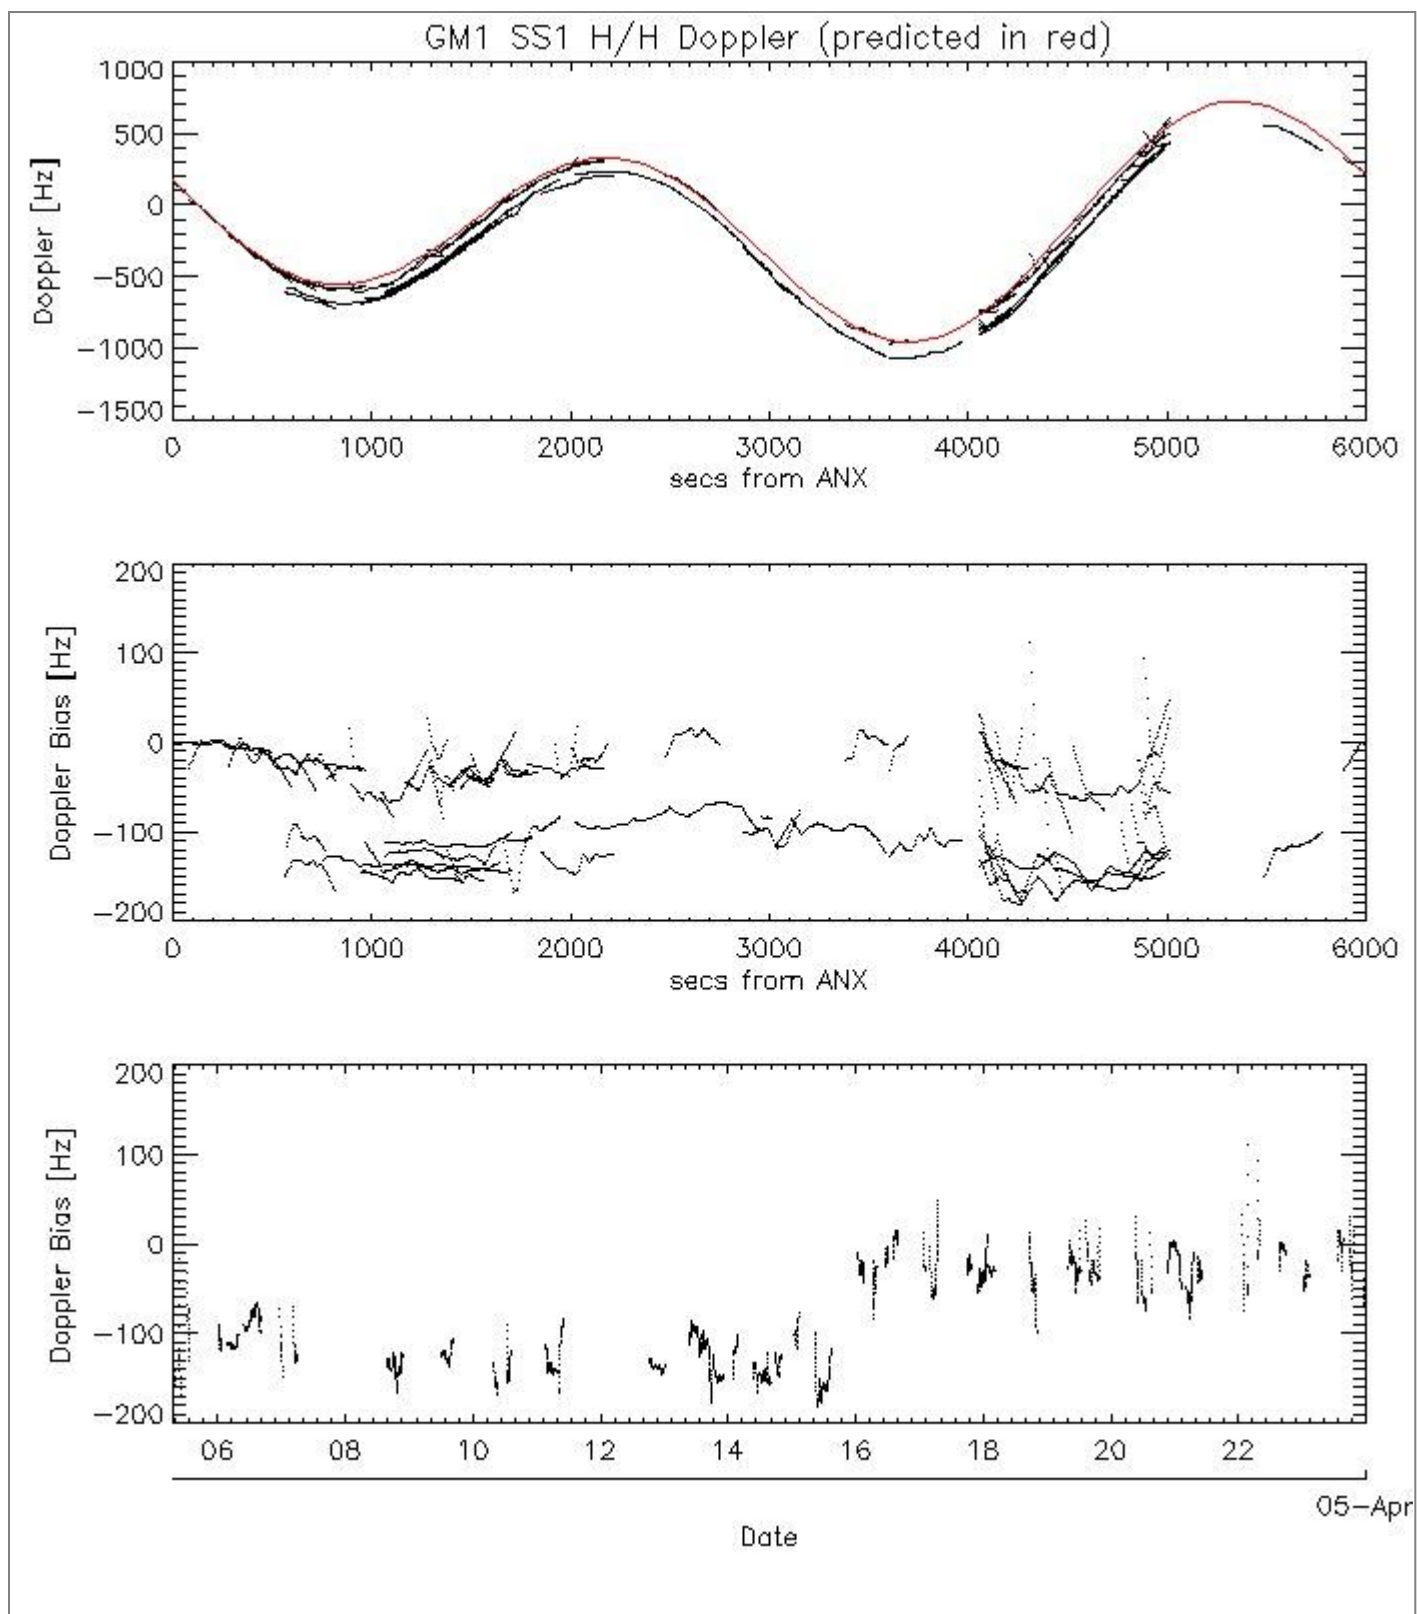 GM1 SS1 H/H Doppler (predicted in red)
1000
500
0
−500
−1000
−1500
Doppler [Hz]
0 1000 2000 3000 4000 5000 6000
secs from ANX
200
100
0
−100
−200
Doppler Bias [Hz]
0 1000 2000 3000 4000 5000 6000
secs from ANX
200
100
0
−100
−200
Doppler Bias [Hz]
06 08 10 12 14 16 18 20 22
05−Apr
Date